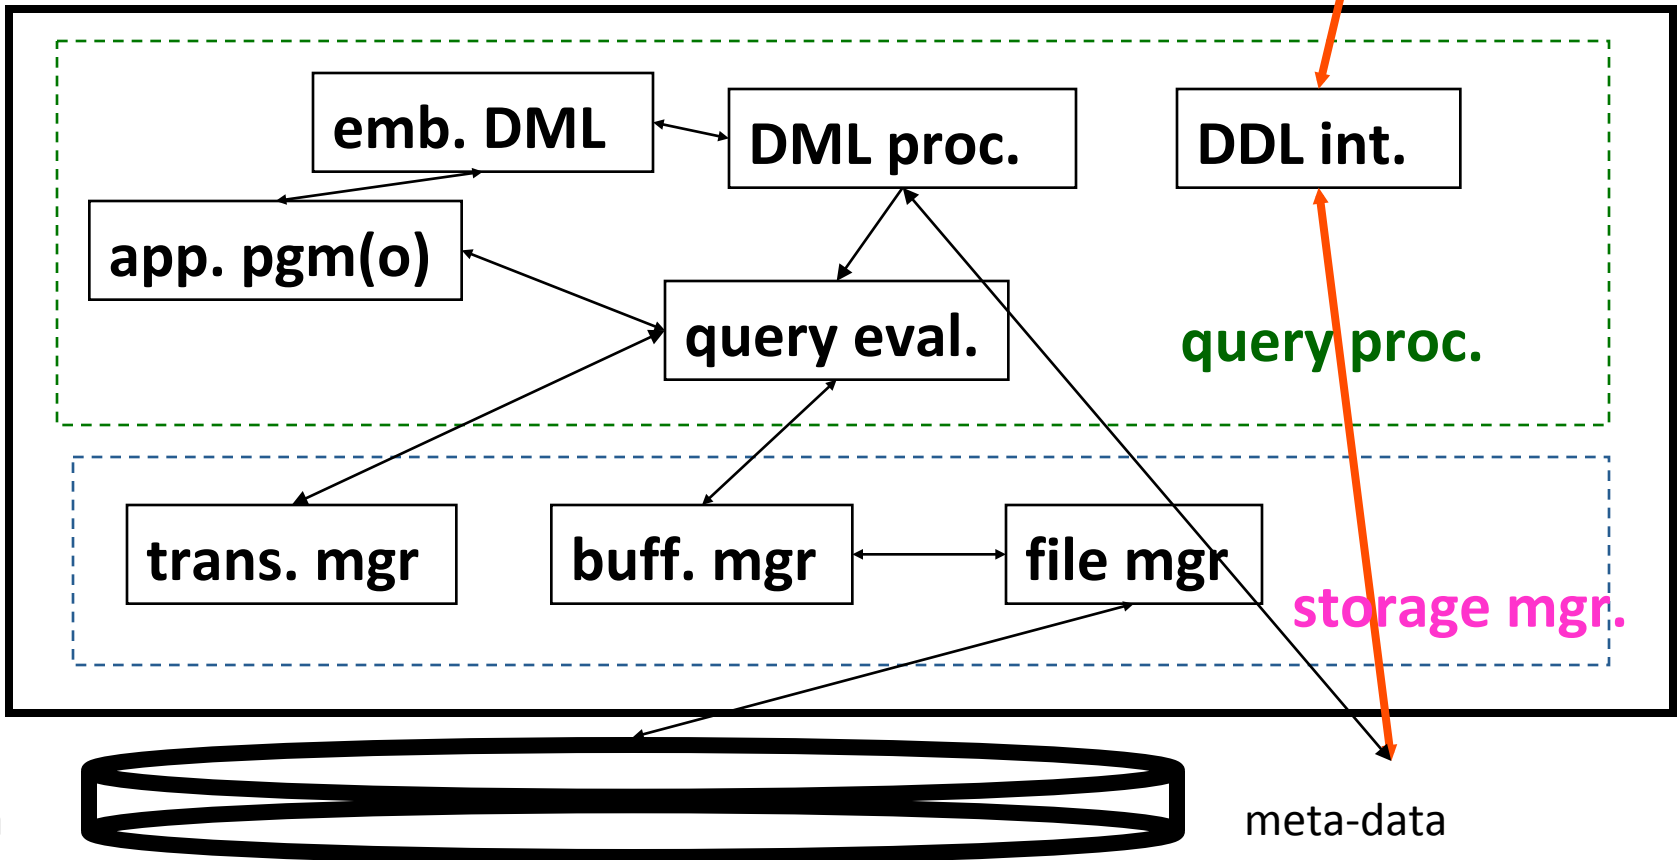 emb. DML
DML proc.
DDL int.
app. pgm(o)
query eval.
query proc.
trans. mgr
buff. mgr
file mgr
storage mgr.
meta-data